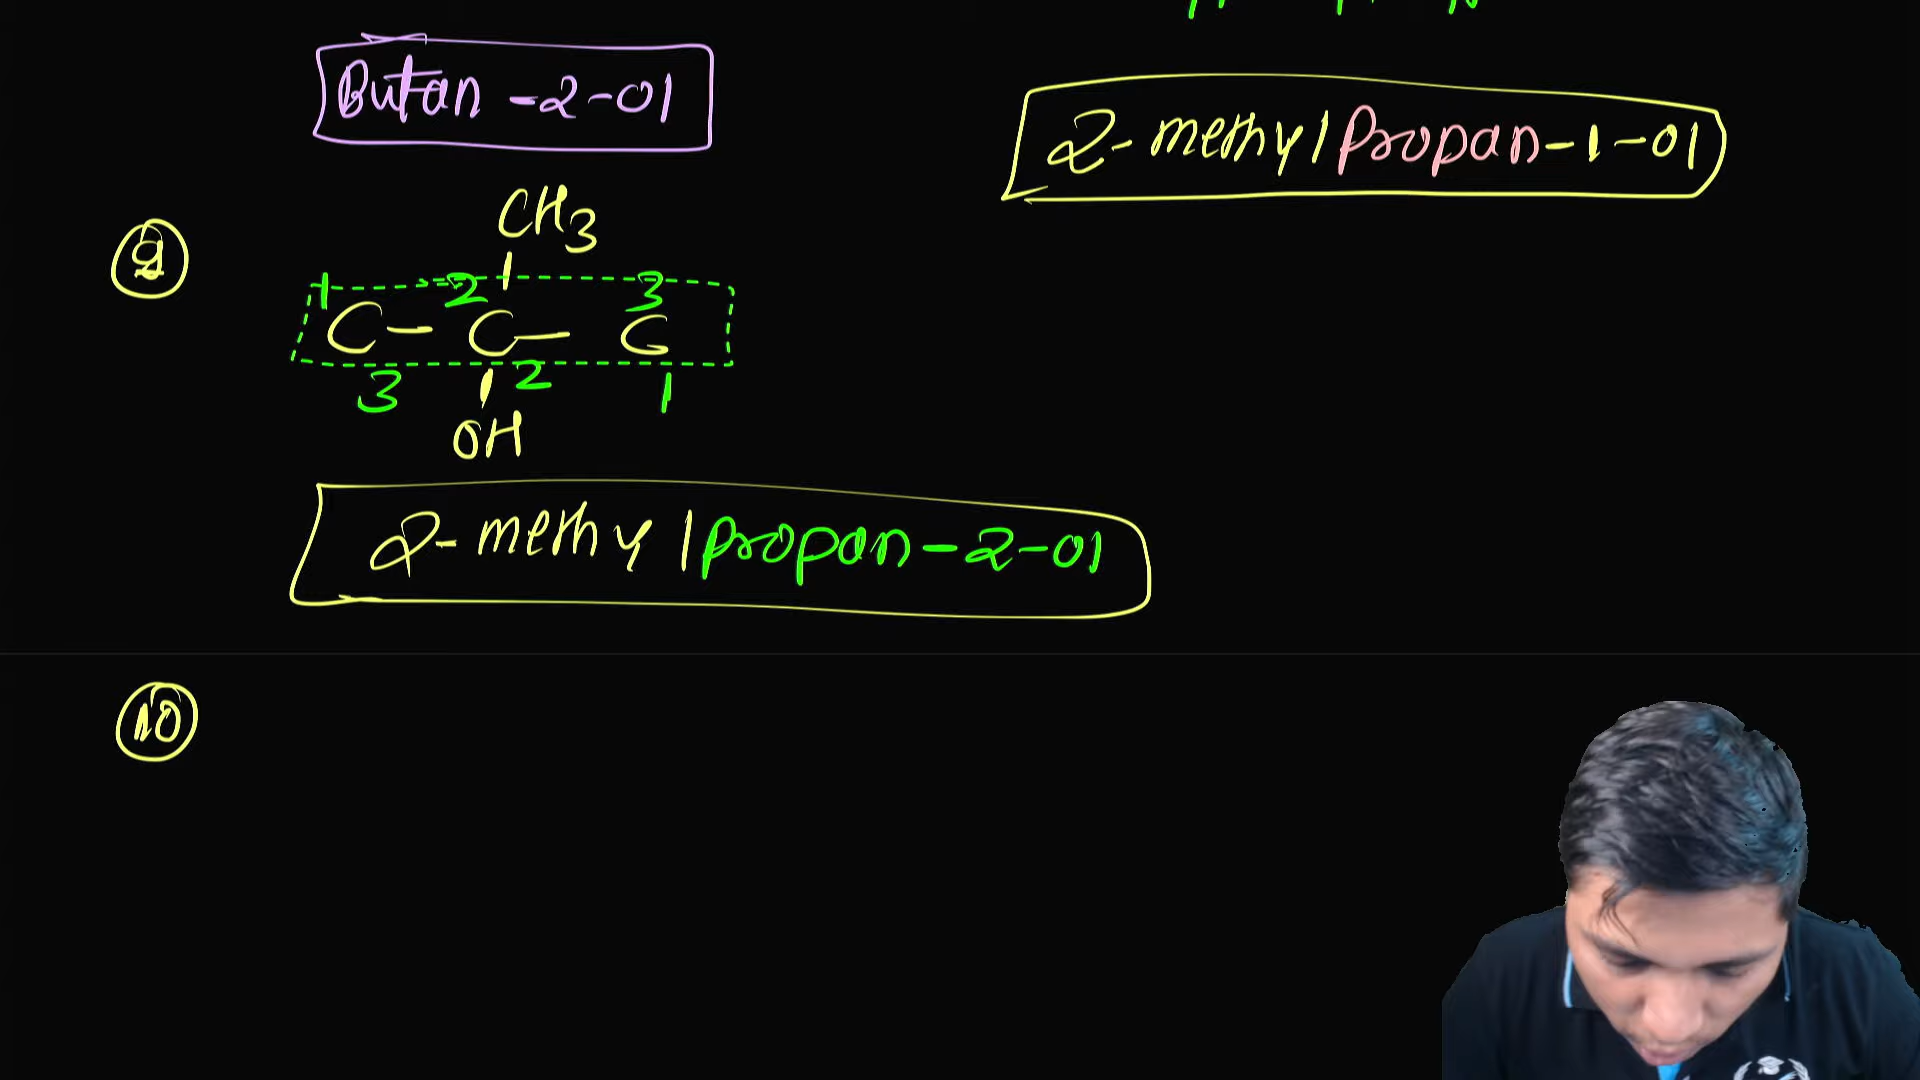 Butan-2-ol
2-methylpropan-1-ol
9
CH3
1 2 3
C-C-C
3 2 1
OH
2-methylpropan-2-ol
10